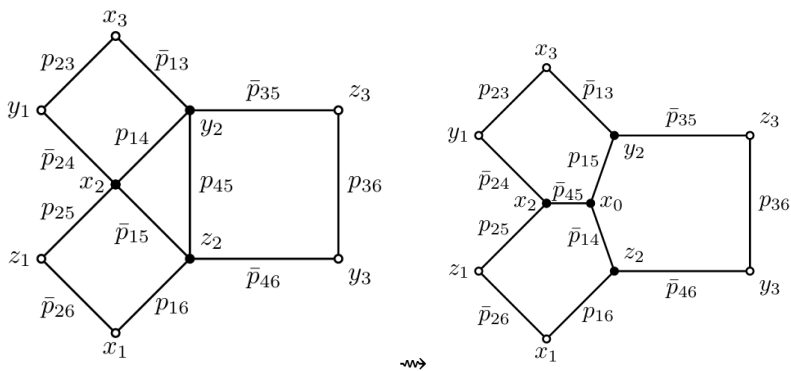 x₃
x₃
p₂₃ p̄₁₃ p̄₃₅ z₃
p₂₃ p̄₁₃ p̄₃₅ z₃
y₁ p₁₄ y₂
y₁ p₁₅ y₂
p̄₂₄ x₂ p₄₅ p₃₆
p̄₂₄ x₂ p̄₄₅ x₀ p₃₆
p₂₅ p̄₁₅ z₂
p₂₅ p̄₁₄ z₂
z₁ p̄₄₆ y₃
z₁ p̄₄₆ y₃
p̄₂₆ p₁₆
p̄₂₆ p₁₆
x₁
x₁
⇝